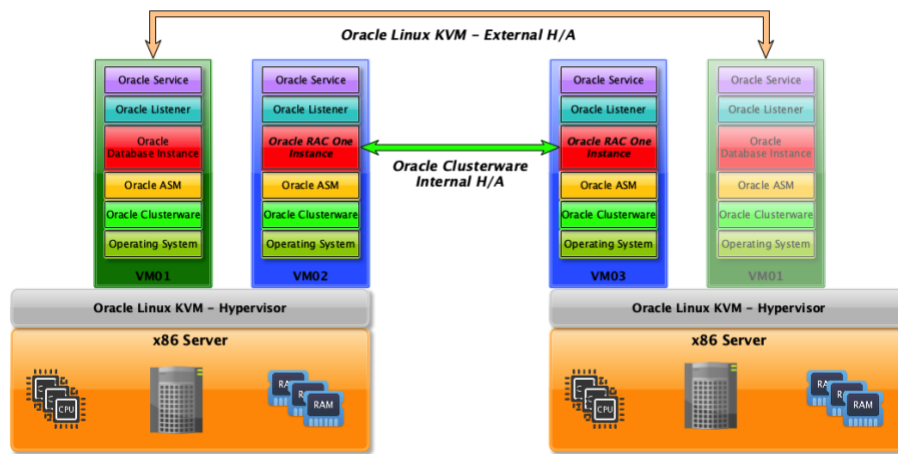 Oracle Linux KVM – External H/A
Oracle Service
Oracle Listener
Oracle
Database Instance
Oracle ASM
Oracle Clusterware
Operating System
VM01
Oracle Service
Oracle Listener
Oracle RAC One
Instance
Oracle ASM
Oracle Clusterware
Operating System
VM02
Oracle Clusterware
Internal H/A
Oracle Service
Oracle Listener
Oracle RAC One
Instance
Oracle ASM
Oracle Clusterware
Operating System
VM03
Oracle Service
Oracle Listener
Oracle
Database Instance
Oracle ASM
Oracle Clusterware
Operating System
VM01
Oracle Linux KVM – Hypervisor
x86 Server
CPU
RAM
Oracle Linux KVM – Hypervisor
x86 Server
CPU
RAM